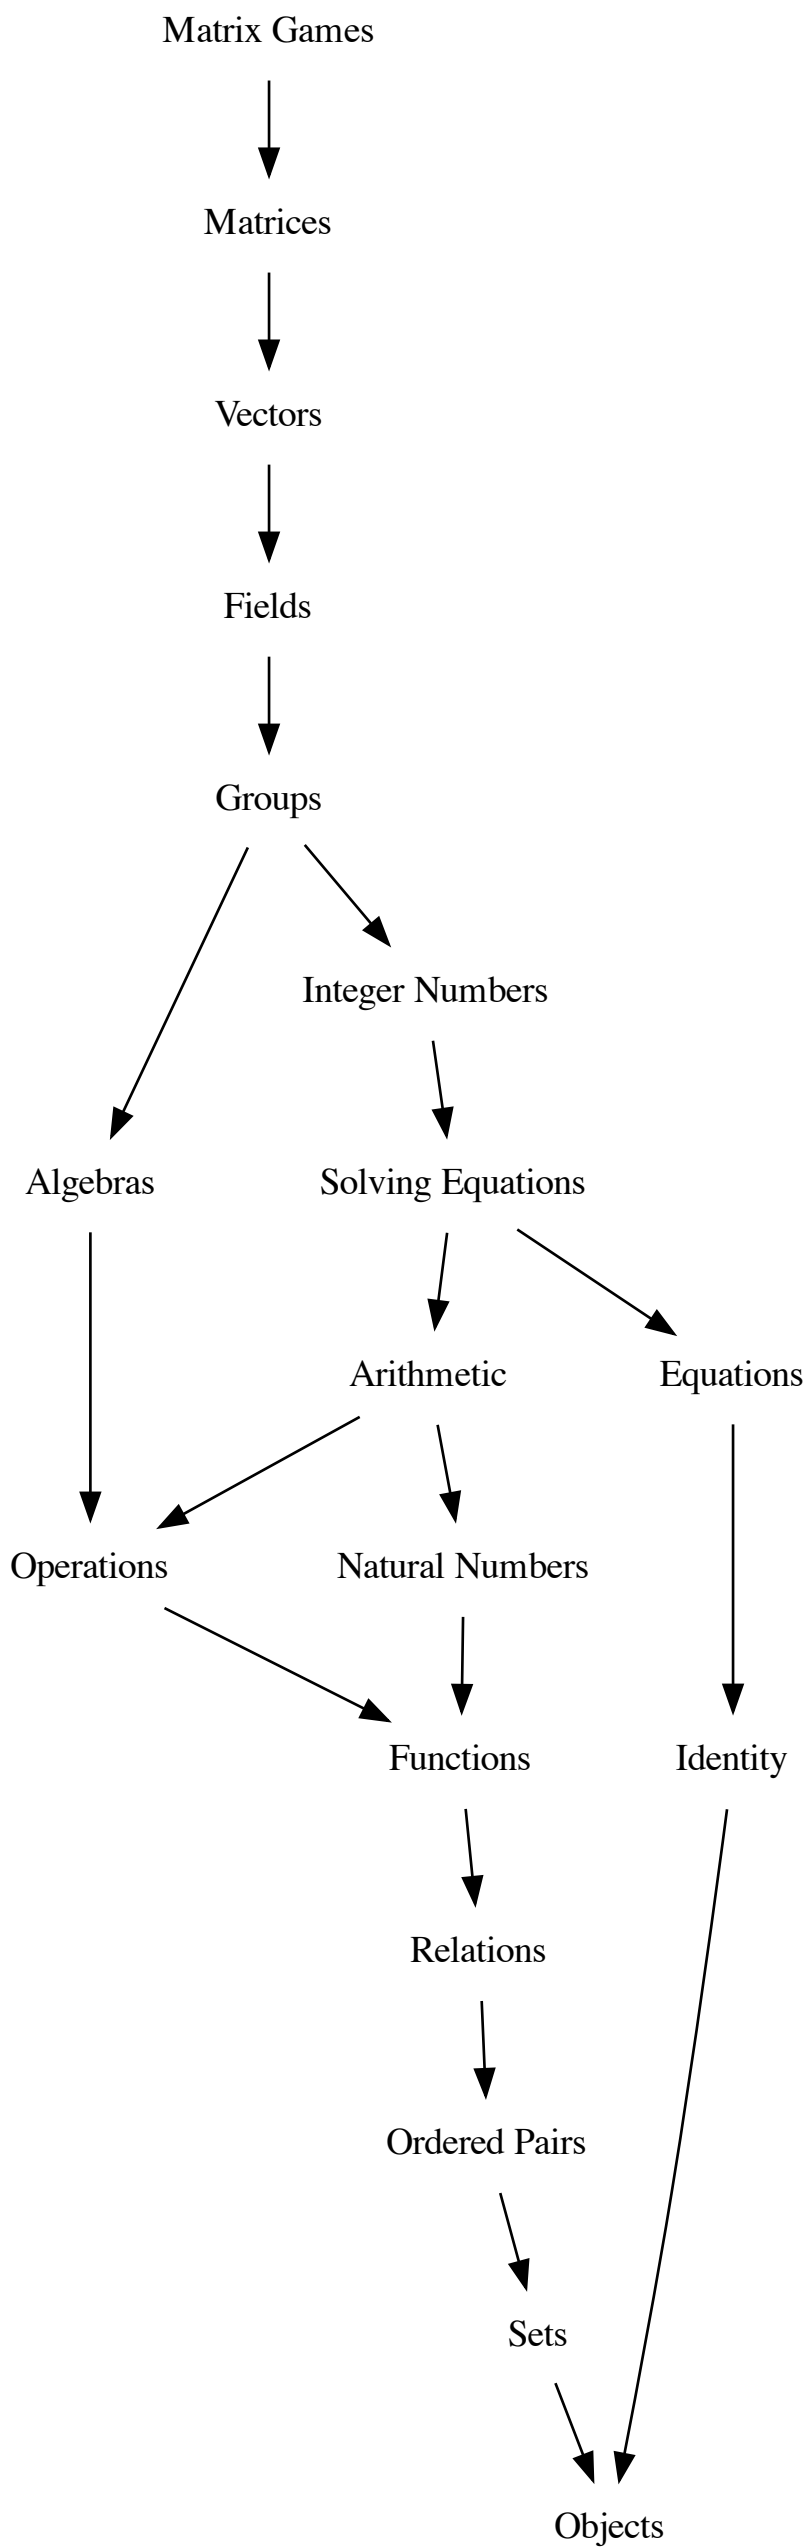 Matrix Games
Matrices
Vectors
Fields
Groups
Integer Numbers
Algebras
Solving Equations
Arithmetic
Equations
Operations
Natural Numbers
Functions
Identity
Relations
Ordered Pairs
Sets
Objects